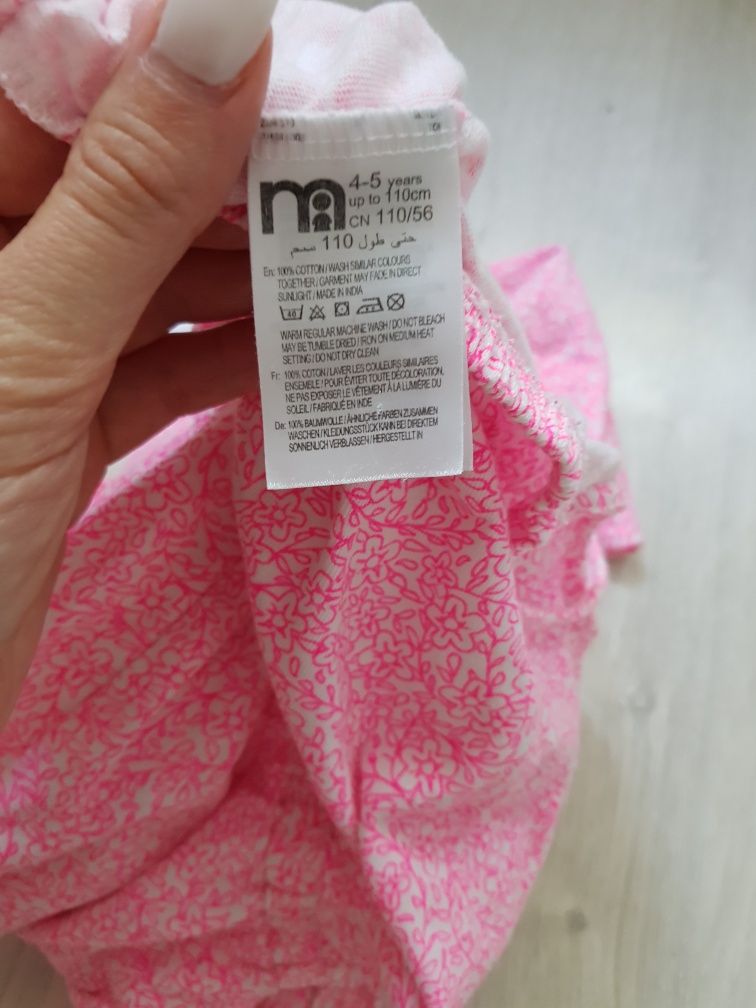 4-5 years
up to 110cm
CN 110/56
حتى طول 110 سم
En: 100% COTTON / WASH SIMILAR COLOURS
TOGETHER / GARMENT MAY FADE IN DIRECT
SUNLIGHT / MADE IN INDIA
40
WARM REGULAR MACHINE WASH / DO NOT BLEACH
MAY BE TUMBLE DRIED / IRON ON MEDIUM HEAT
SETTING / DO NOT DRY CLEAN
Fr: 100% COTON / LAVER LES COULEURS SIMILAIRES
ENSEMBLE / POUR ÉVITER TOUTE DÉCOLORATION,
NE PAS EXPOSER LE VÊTEMENT À LA LUMIÈRE DU
SOLEIL / FABRIQUÉ EN INDE
De: 100% BAUMWOLLE / ÄHNLICHE FARBEN ZUSAMMEN
WASCHEN / KLEIDUNGSSTÜCK KANN BEI DIREKTEM
SONNENLICH VERBLASSEN / HERGESTELLT IN